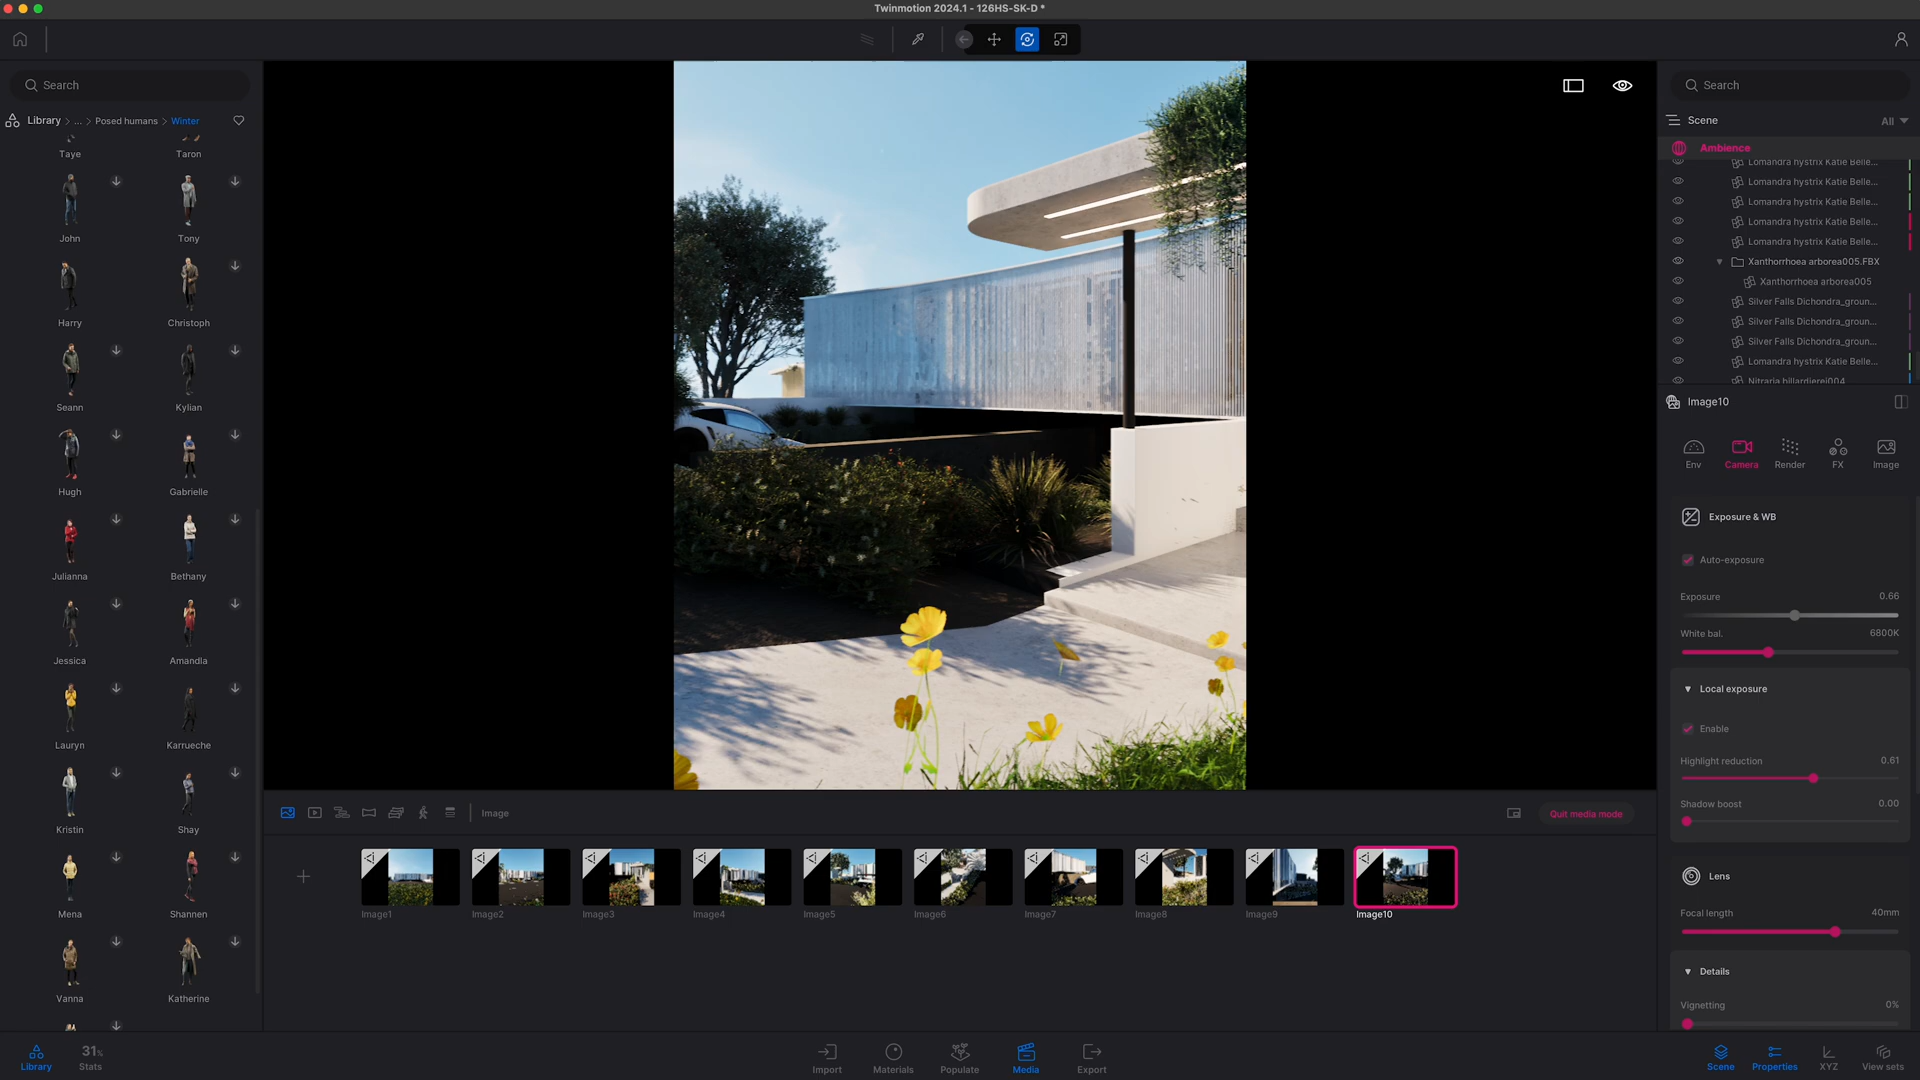 Twinmotion 2024.1 - 126HS-SK-D *
Search
Library > ... > Posed humans > Winter
Taye
Taron
John
Tony
Harry
Christoph
Seann
Kylian
Hugh
Gabrielle
Julianna
Bethany
Jessica
Amandla
Lauryn
Karrueche
Kristin
Shay
Mena
Shannen
Vanna
Katherine
Image
Quit media mode
Image1
Image2
Image3
Image4
Image5
Image6
Image7
Image8
Image9
Image10
Search
Scene
All
Ambience
Lomandra hystrix Katie Belle...
Lomandra hystrix Katie Belle...
Lomandra hystrix Katie Belle...
Lomandra hystrix Katie Belle...
Lomandra hystrix Katie Belle...
Xanthorrhoea arborea005.FBX
Xanthorrhoea arborea005
Silver Falls Dichondra_groun...
Silver Falls Dichondra_groun...
Silver Falls Dichondra_groun...
Lomandra hystrix Katie Belle...
Nitraria billardierei004
Image10
Env
Camera
Render
FX
Image
Exposure & WB
Auto-exposure
Exposure 0.66
White bal. 6800K
Local exposure
Enable
Highlight reduction 0.61
Shadow boost 0.00
Lens
Focal length 40mm
Details
Vignetting 0%
Library
31%
Stats
Import
Materials
Populate
Media
Export
Scene
Properties
XYZ
View sets